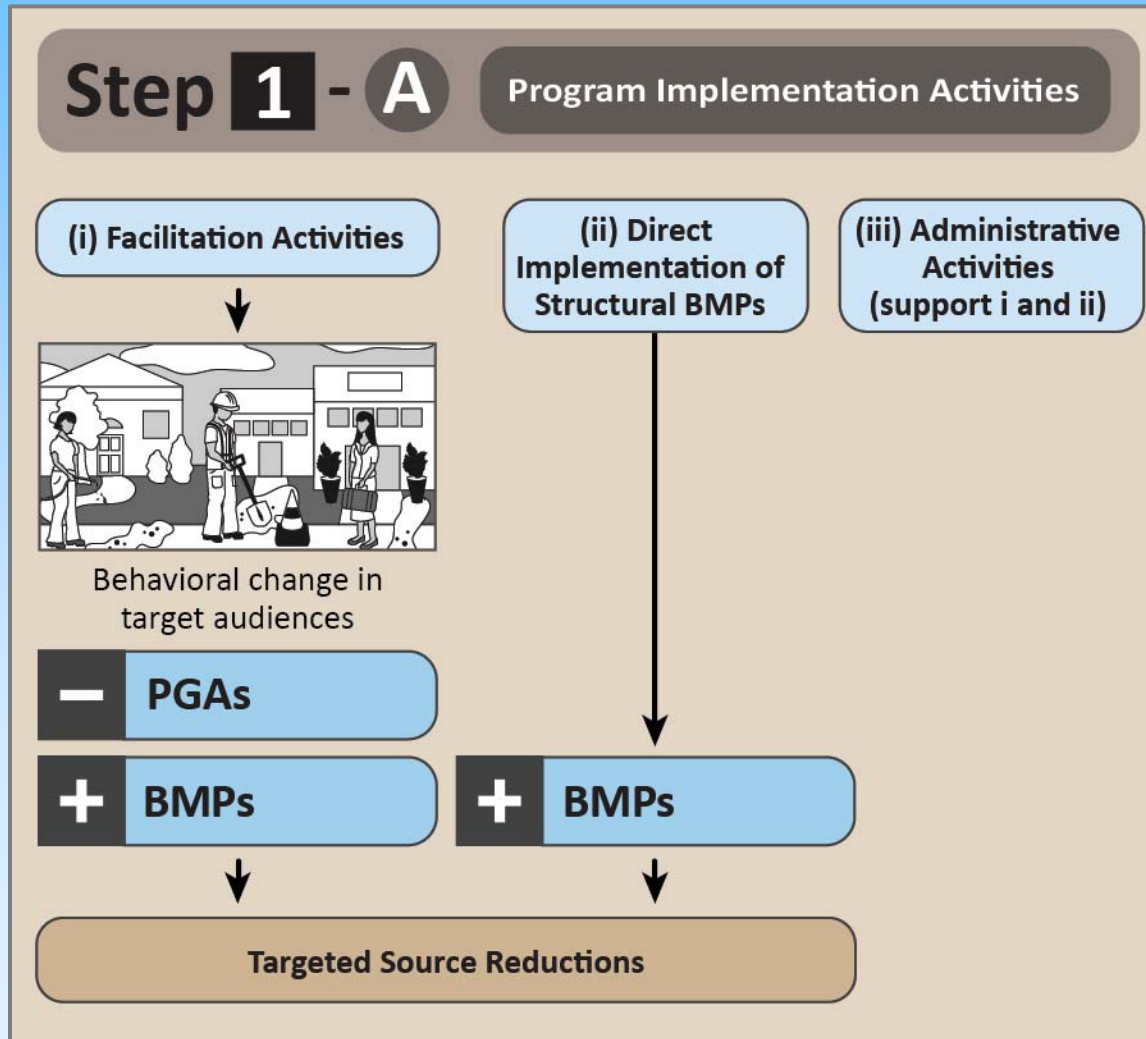 Step 1 - A Program Implementation Activities
(i) Facilitation Activities
Behavioral change in
target audiences
− PGAs
+ BMPs
(ii) Direct
Implementation of
Structural BMPs
+ BMPs
(iii) Administrative
Activities
(support i and ii)
Targeted Source Reductions